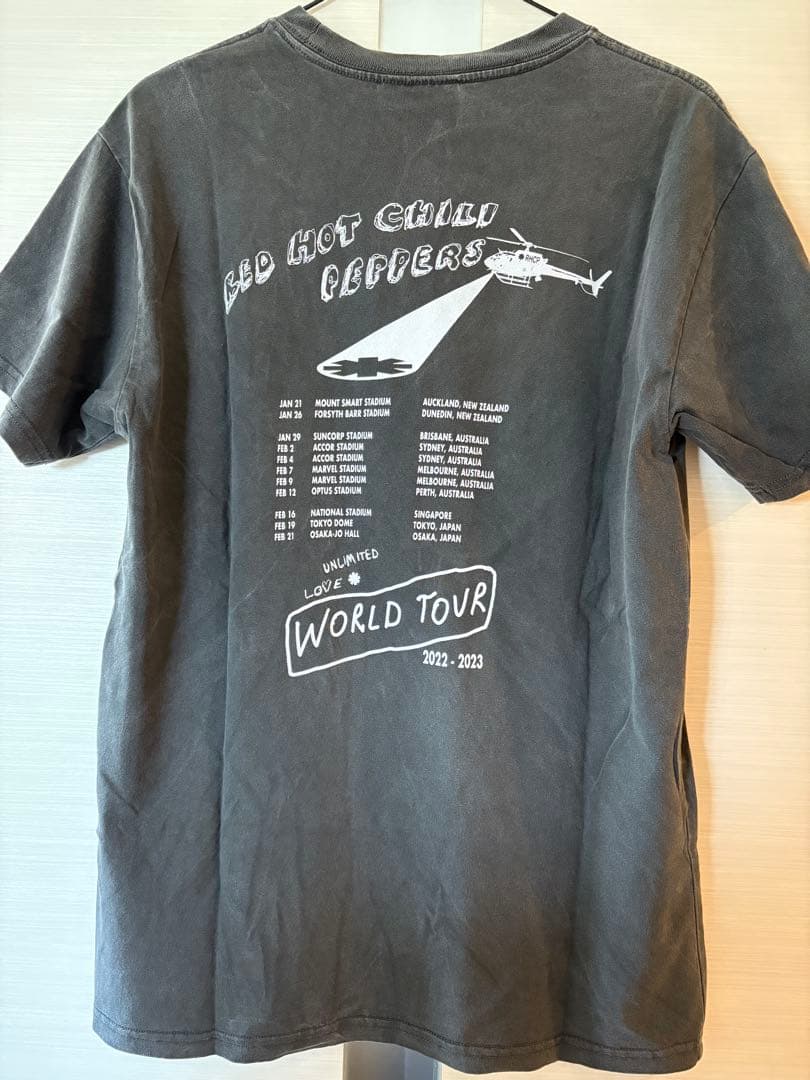 RED HOT CHILI
PEPPERS
RHCP
JAN 21 MOUNT SMART STADIUM AUCKLAND, NEW ZEALAND
JAN 26 FORSYTH BARR STADIUM DUNEDIN, NEW ZEALAND
JAN 29 SUNCORP STADIUM BRISBANE, AUSTRALIA
FEB 2 ACCOR STADIUM SYDNEY, AUSTRALIA
FEB 4 ACCOR STADIUM SYDNEY, AUSTRALIA
FEB 7 MARVEL STADIUM MELBOURNE, AUSTRALIA
FEB 9 MARVEL STADIUM MELBOURNE, AUSTRALIA
FEB 12 OPTUS STADIUM PERTH, AUSTRALIA
FEB 16 NATIONAL STADIUM SINGAPORE
FEB 19 TOKYO DOME TOKYO, JAPAN
FEB 21 OSAKA-JO HALL OSAKA, JAPAN
UNLIMITED
LOVE
WORLD TOUR
2022 - 2023